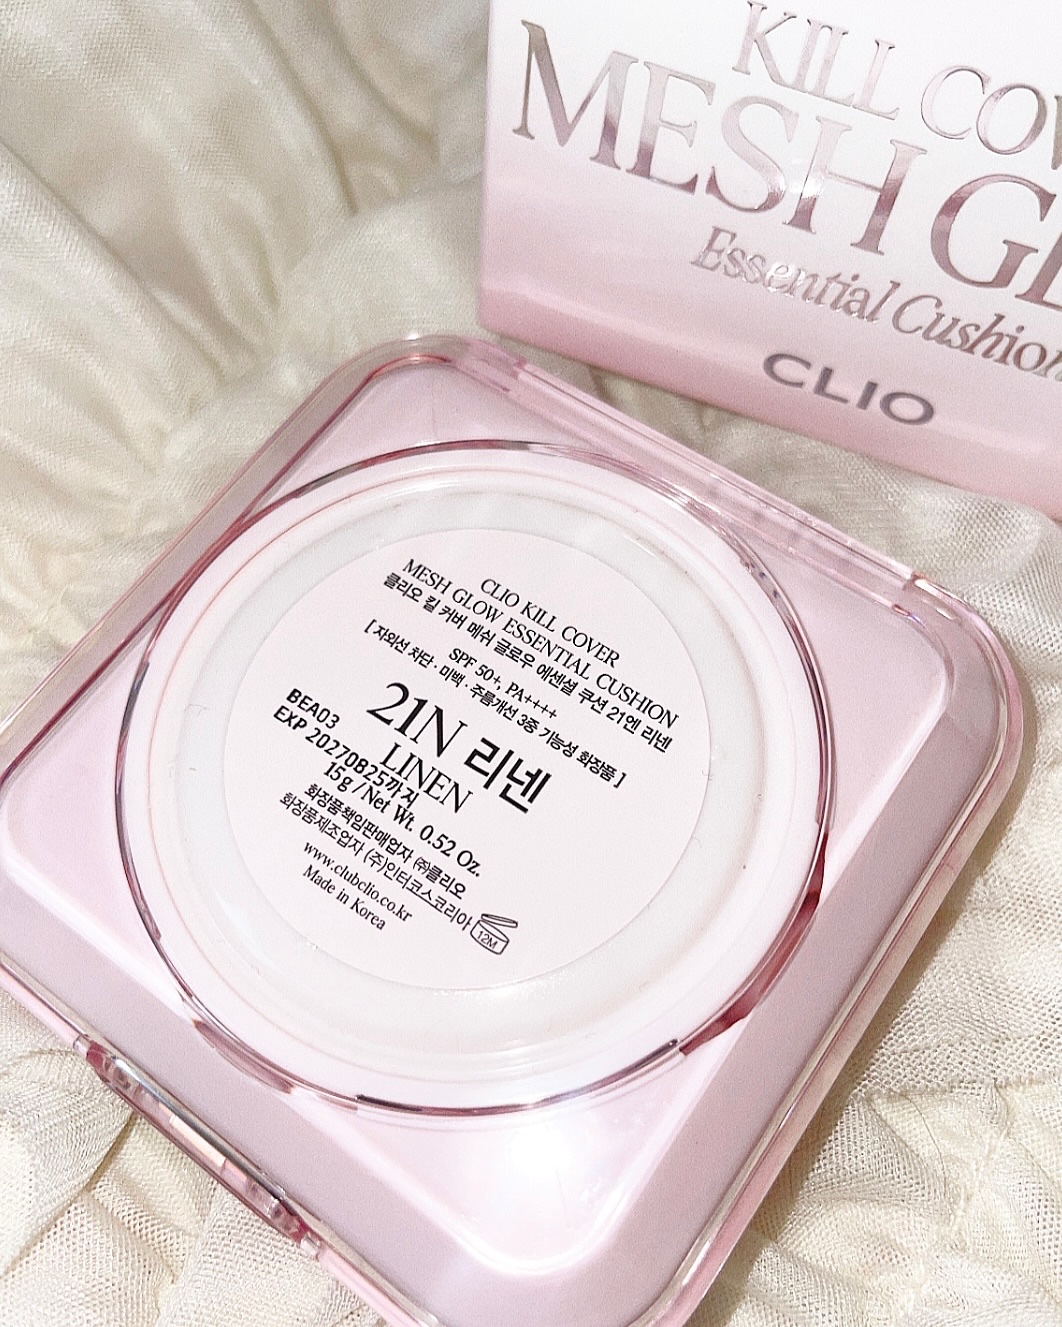 KILL COV
MESH GL
Essential Cushion
CLIO
CLIO KILL COVER
MESH GLOW ESSENTIAL CUSHION
클리오 킬 커버 메쉬 글로우 에센셜 쿠션 21엔 리넨
SPF 50+, PA++++
[ 자외선 차단 · 미백 · 주름개선 3중 기능성 화장품 ]
21N 리넨
LINEN
BEA03
EXP 20270825까지
15g /Net Wt. 0.52 Oz.
화장품책임판매업자 ㈜클리오
화장품제조업자 (주)인터코스코리아
12M
www.clubclio.co.kr
Made in Korea